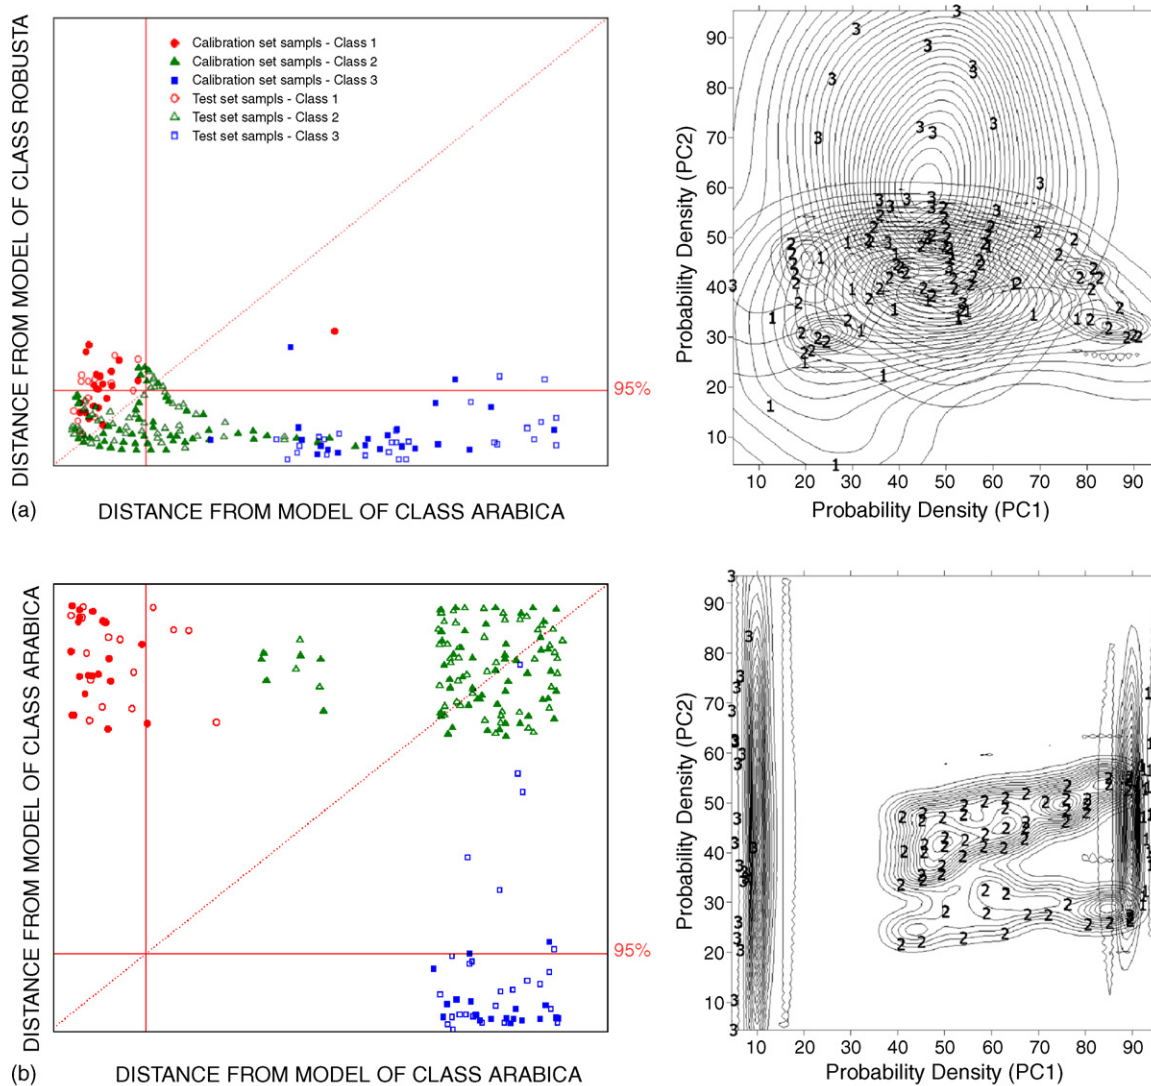 DISTANCE FROM MODEL OF CLASS ROBUSTA
Calibration set sampls - Class 1
Calibration set sampls - Class 2
Calibration set sampls - Class 3
Test set sampls - Class 1
Test set sampls - Class 2
Test set sampls - Class 3
95%
(a)
DISTANCE FROM MODEL OF CLASS ARABICA
Probability Density (PC2)
90
80
70
60
50
40
30
20
10
10 20 30 40 50 60 70 80 90
Probability Density (PC1)
DISTANCE FROM MODEL OF CLASS ARABICA
95%
(b)
DISTANCE FROM MODEL OF CLASS ARABICA
Probability Density (PC2)
90
80
70
60
50
40
30
20
10
10 20 30 40 50 60 70 80 90
Probability Density (PC1)